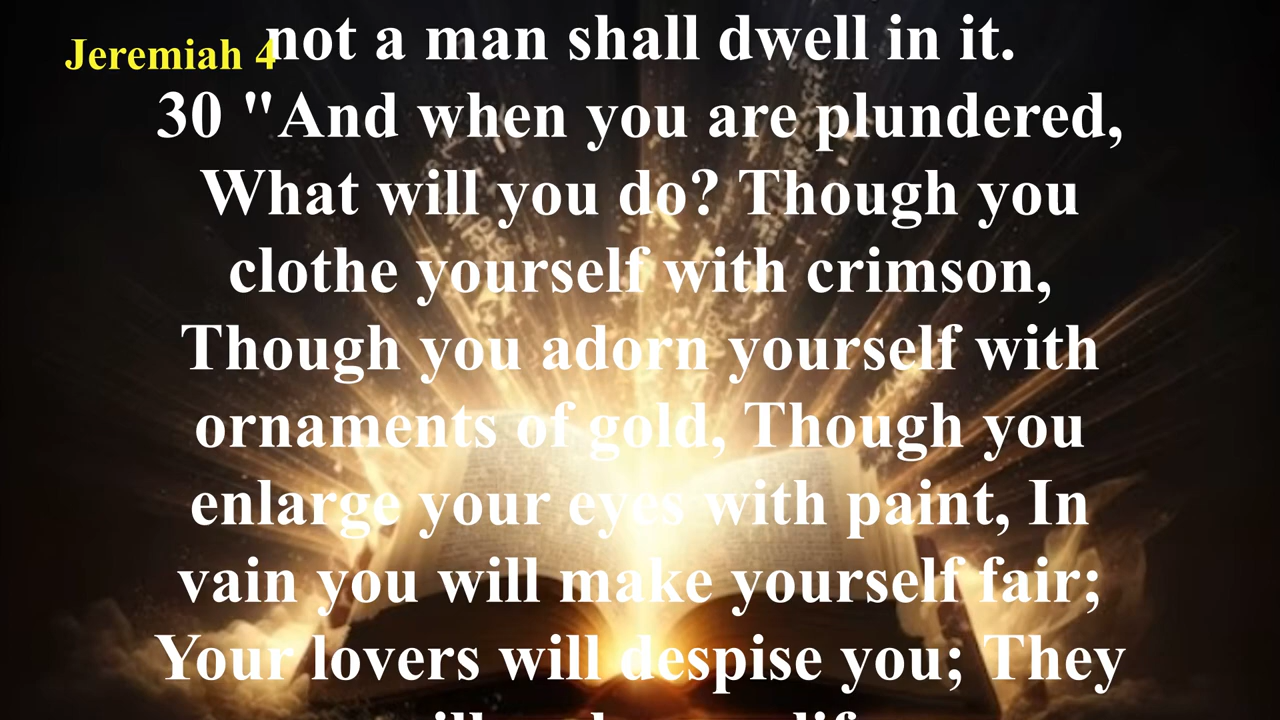 Jeremiah 4
not a man shall dwell in it.
30 "And when you are plundered,
What will you do? Though you
clothe yourself with crimson,
Though you adorn yourself with
ornaments of gold, Though you
enlarge your eyes with paint, In
vain you will make yourself fair;
Your lovers will despise you; They